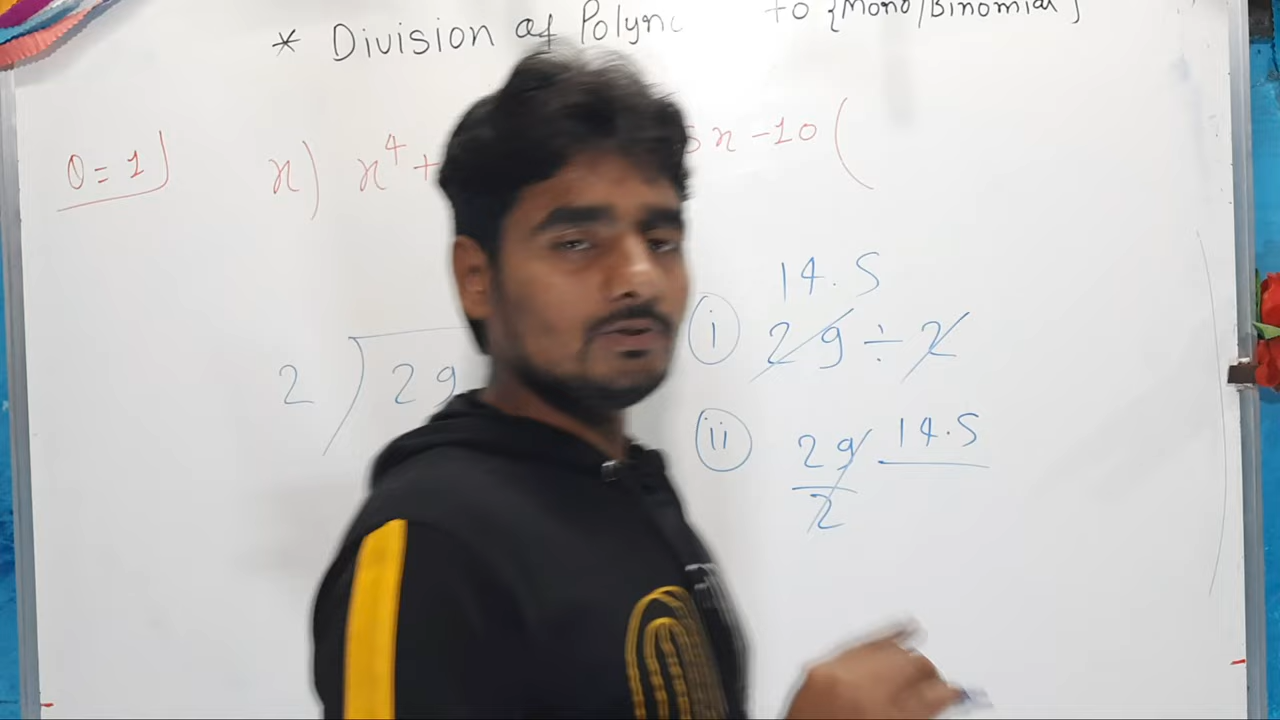 * Division of Polyn to {Mono/Binomial}
Q=1) x) x⁴+ 5x-10 (
14.5
i 29÷2
2 ) 29
ii 29/2 14.5